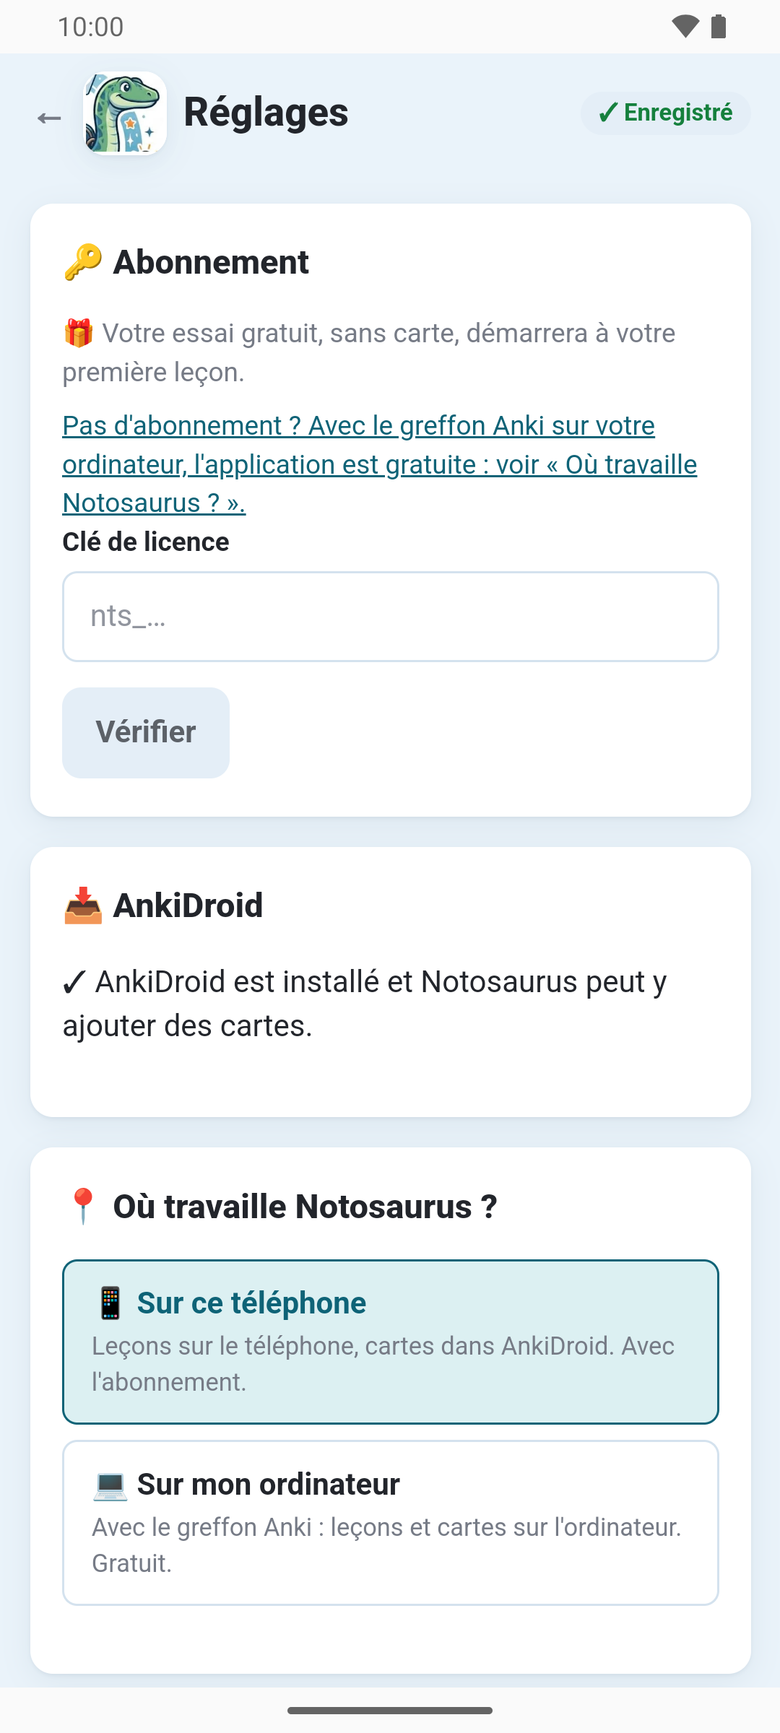 10:00
← Réglages
✓ Enregistré
🔑 Abonnement
🎁 Votre essai gratuit, sans carte, démarrera à votre
première leçon.
Pas d'abonnement ? Avec le greffon Anki sur votre
ordinateur, l'application est gratuite : voir « Où travaille
Notosaurus ? ».
Clé de licence
nts_…
Vérifier
📥 AnkiDroid
✓ AnkiDroid est installé et Notosaurus peut y
ajouter des cartes.
📍 Où travaille Notosaurus ?
📱 Sur ce téléphone
Leçons sur le téléphone, cartes dans AnkiDroid. Avec
l'abonnement.
💻 Sur mon ordinateur
Avec le greffon Anki : leçons et cartes sur l'ordinateur.
Gratuit.